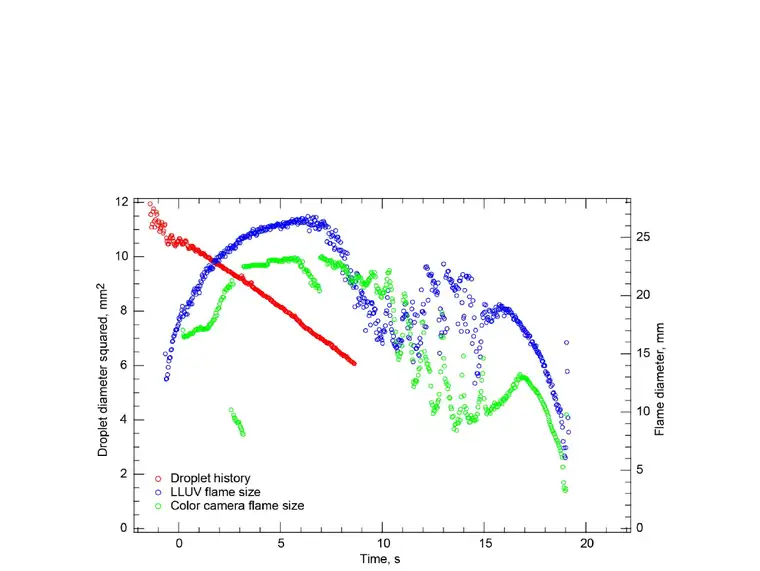 12
10
8
6
4
2
0
Droplet diameter squared, mm2
25
20
15
10
5
0
Flame diameter, mm
Droplet history
LLUV flame size
Color camera flame size
0 5 10 15 20
Time, s